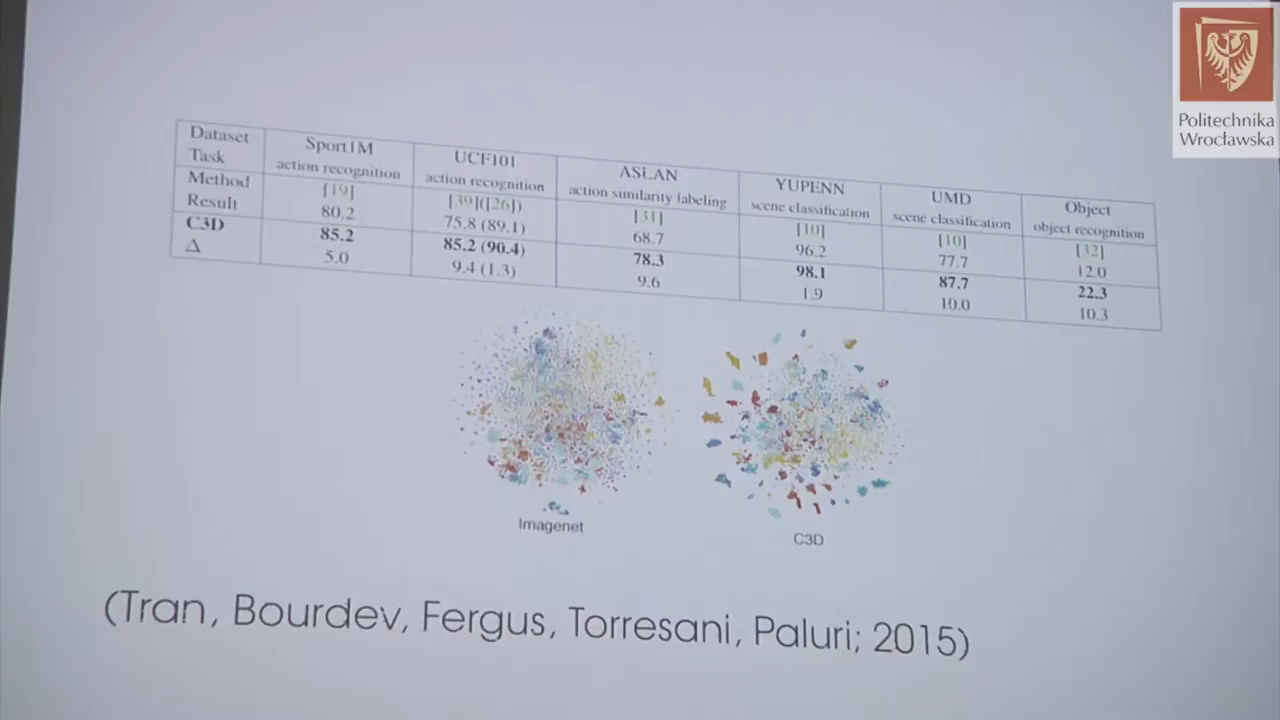 Politechnika
Wrocławska
Dataset Sport1M UCF101 ASLAN YUPENN UMD Object
Task action recognition action recognition action similarity labeling scene classification scene classification object recognition
Method [19] [39]([26]) [31] [10] [10] [32]
Result 80.2 75.8 (89.1) 68.7 96.2 77.7 12.0
C3D 85.2 85.2 (90.4) 78.3 98.1 87.7 22.3
Δ 5.0 9.4 (1.3) 9.6 1.9 10.0 10.3
Imagenet
C3D
(Tran, Bourdev, Fergus, Torresani, Paluri; 2015)